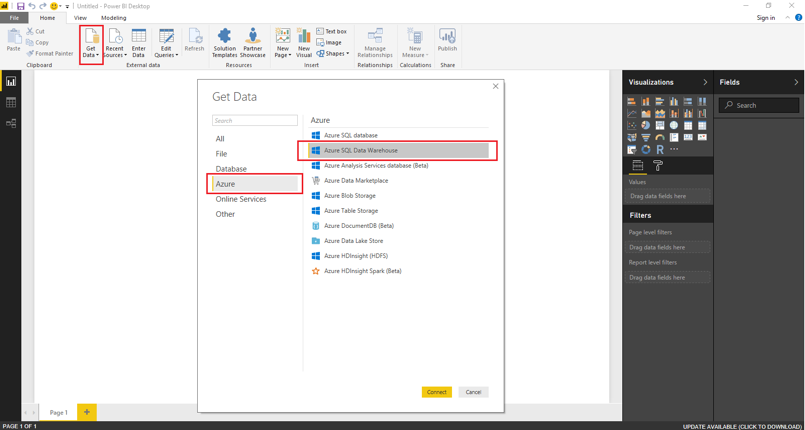 Untitled - Power BI Desktop
Sign in
File
Home
View
Modeling
Paste
Cut
Copy
Format Painter
Clipboard
Get Data
Recent Sources
Enter Data
External data
Edit Queries
Refresh
Solution Templates
Partner Showcase
Resources
New Page
New Visual
Text box
Image
Shapes
Insert
Manage Relationships
Relationships
New Measure
Calculations
Publish
Share
Get Data
Search
All
File
Database
Azure
Online Services
Other
Azure
Azure SQL database
Azure SQL Data Warehouse
Azure Analysis Services database (Beta)
Azure Data Marketplace
Azure Blob Storage
Azure Table Storage
Azure DocumentDB (Beta)
Azure Data Lake Store
Azure HDInsight (HDFS)
Azure HDInsight Spark (Beta)
Connect
Cancel
Visualizations
R
Values
Drag data fields here
Filters
Page level filters
Drag data fields here
Report level filters
Drag data fields here
Fields
Search
Page 1
PAGE 1 OF 1
UPDATE AVAILABLE (CLICK TO DOWNLOAD)